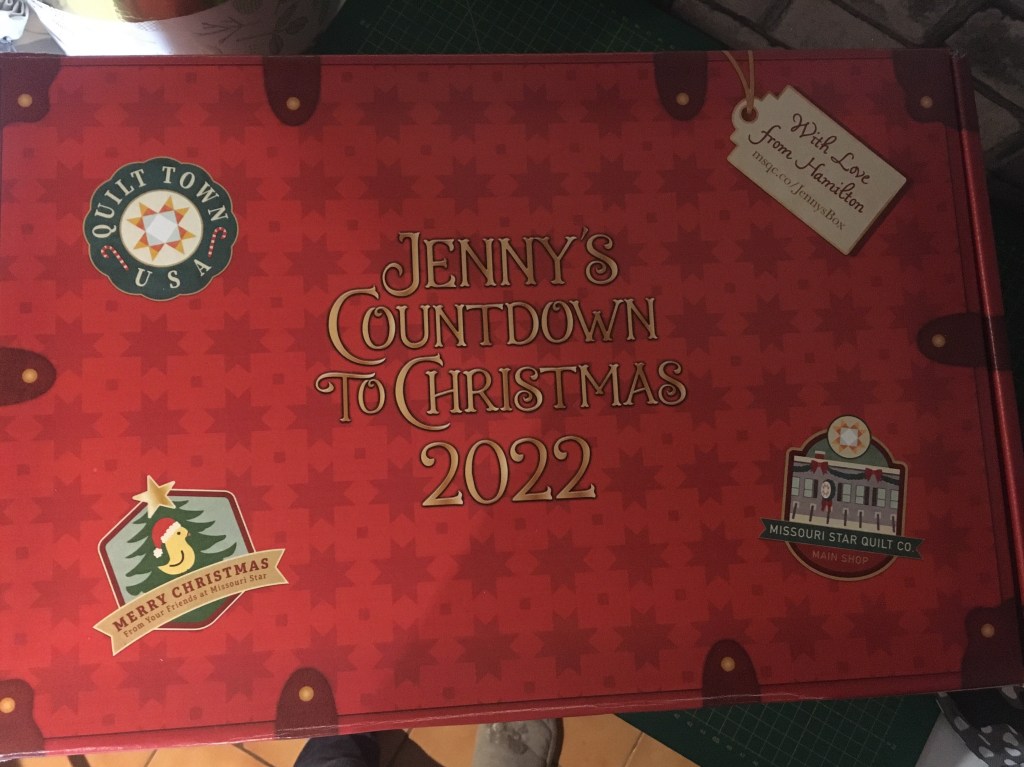 With Love
from Hamilton
msqc.co/JennysBox
QUILT TOWN
USA
JENNY'S
COUNTDOWN
TO CHRISTMAS
2022
MERRY CHRISTMAS
From Your Friends at Missouri Star
MISSOURI STAR QUILT CO.
MAIN SHOP